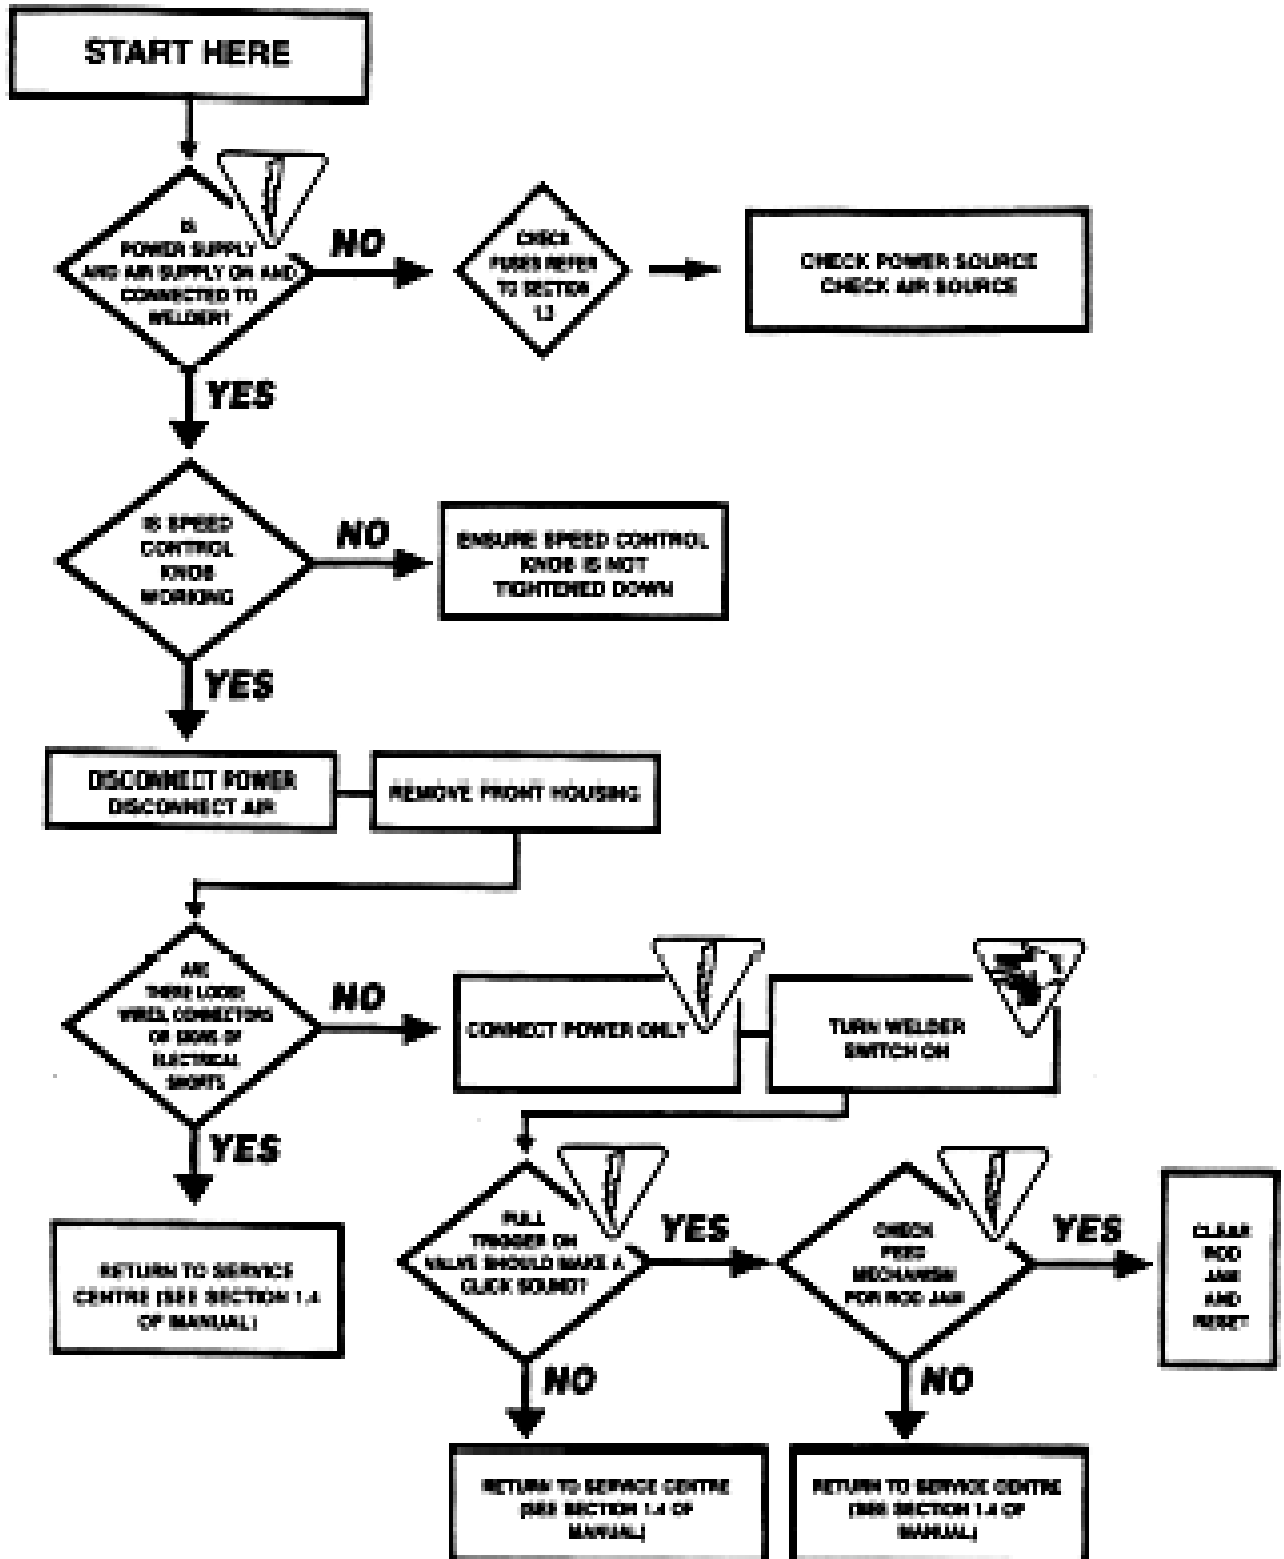 START HERE
IS
POWER SUPPLY
AND AIR SUPPLY ON AND
CONNECTED TO
WELDER?
NO
CHECK
FUSES REFER
TO SECTION
CHECK POWER SOURCE
CHECK AIR SOURCE
YES
IS SPEED
CONTROL
KNOB
WORKING
NO
ENSURE SPEED CONTROL
KNOB IS NOT
TIGHTENED DOWN
YES
DISCONNECT POWER
DISCONNECT AIR
REMOVE FRONT HOUSING
ARE
THERE LOOSE
WIRES, CONNECTORS
OR SIGNS OF
ELECTRICAL
SHORTS
NO
CONNECT POWER ONLY
TURN WELDER
SWITCH ON
YES
RETURN TO SERVICE
CENTRE (SEE SECTION 1.4
OF MANUAL)
PULL
TRIGGER ON
VALVE SHOULD MAKE A
CLICK SOUND?
YES
CHECK
FEED
MECHANISM
FOR ROD JAM
YES
CLEAR
ROD
JAM
AND
RESET
NO
RETURN TO SERVICE CENTRE
(SEE SECTION 1.4 OF
MANUAL)
NO
RETURN TO SERVICE CENTRE
(SEE SECTION 1.4 OF
MANUAL)